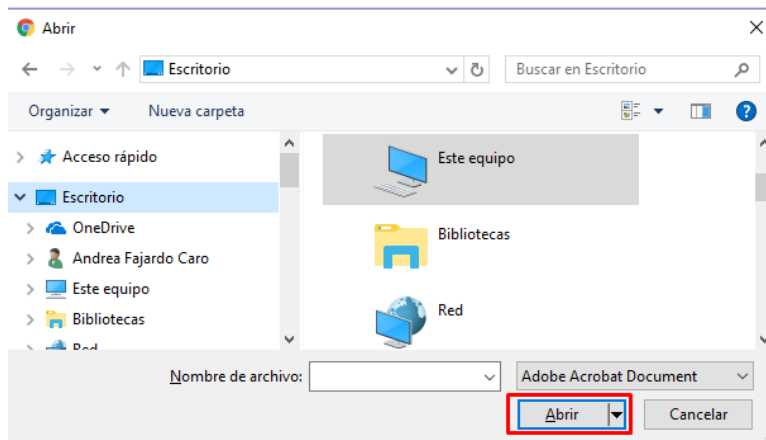 Abrir
Escritorio
Buscar en Escritorio
Organizar
Nueva carpeta
Acceso rápido
Escritorio
OneDrive
Andrea Fajardo Caro
Este equipo
Bibliotecas
Red
Este equipo
Bibliotecas
Red
Nombre de archivo:
Adobe Acrobat Document
Abrir
Cancelar